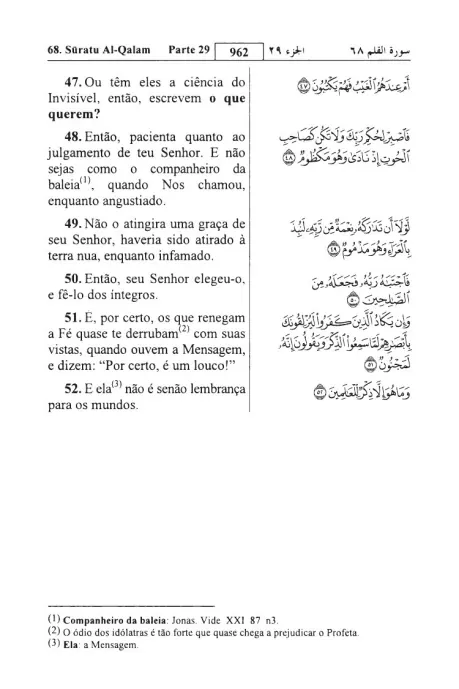 68. Sūratu Al-Qalam Parte 29 962 الجزء ٢٩ سورة القلم ٦٨
47. Ou têm eles a ciência do
Invisível, então, escrevem o que
querem?
أَمْ عِندَهُمُ ٱلْغَيْبُ فَهُمْ يَكْتُبُونَ ٤٧
48. Então, pacienta quanto ao
julgamento de teu Senhor. E não
sejas como o companheiro da
baleia(1), quando Nos chamou,
enquanto angustiado.
فَٱصْبِرْ لِحُكْمِ رَبِّكَ وَلَا تَكُن كَصَاحِبِ
ٱلْحُوتِ إِذْ نَادَىٰ وَهُوَ مَكْظُومٌ ٤٨
49. Não o atingira uma graça de
seu Senhor, haveria sido atirado à
terra nua, enquanto infamado.
لَّوْلَآ أَن تَدَٰرَكَهُۥ نِعْمَةٌ مِّن رَّبِّهِۦ لَنُبِذَ
بِٱلْعَرَآءِ وَهُوَ مَذْمُومٌ ٤٩
50. Então, seu Senhor elegeu-o,
e fê-lo dos íntegros.
فَٱجْتَبَٰهُ رَبُّهُۥ فَجَعَلَهُۥ مِنَ
ٱلصَّٰلِحِينَ ٥٠
51. E, por certo, os que renegam
a Fé quase te derrubam(2) com suas
vistas, quando ouvem a Mensagem,
e dizem: “Por certo, é um louco!”
وَإِن يَكَادُ ٱلَّذِينَ كَفَرُوا۟ لَيُزْلِقُونَكَ
بِأَبْصَٰرِهِمْ لَمَّا سَمِعُوا۟ ٱلذِّكْرَ وَيَقُولُونَ إِنَّهُۥ
لَمَجْنُونٌ ٥١
52. E ela(3) não é senão lembrança
para os mundos.
وَمَا هُوَ إِلَّا ذِكْرٌ لِّلْعَٰلَمِينَ ٥٢
(1) Companheiro da baleia: Jonas. Vide XXI 87 n3.
(2) O ódio dos idólatras é tão forte que quase chega a prejudicar o Profeta.
(3) Ela: a Mensagem.